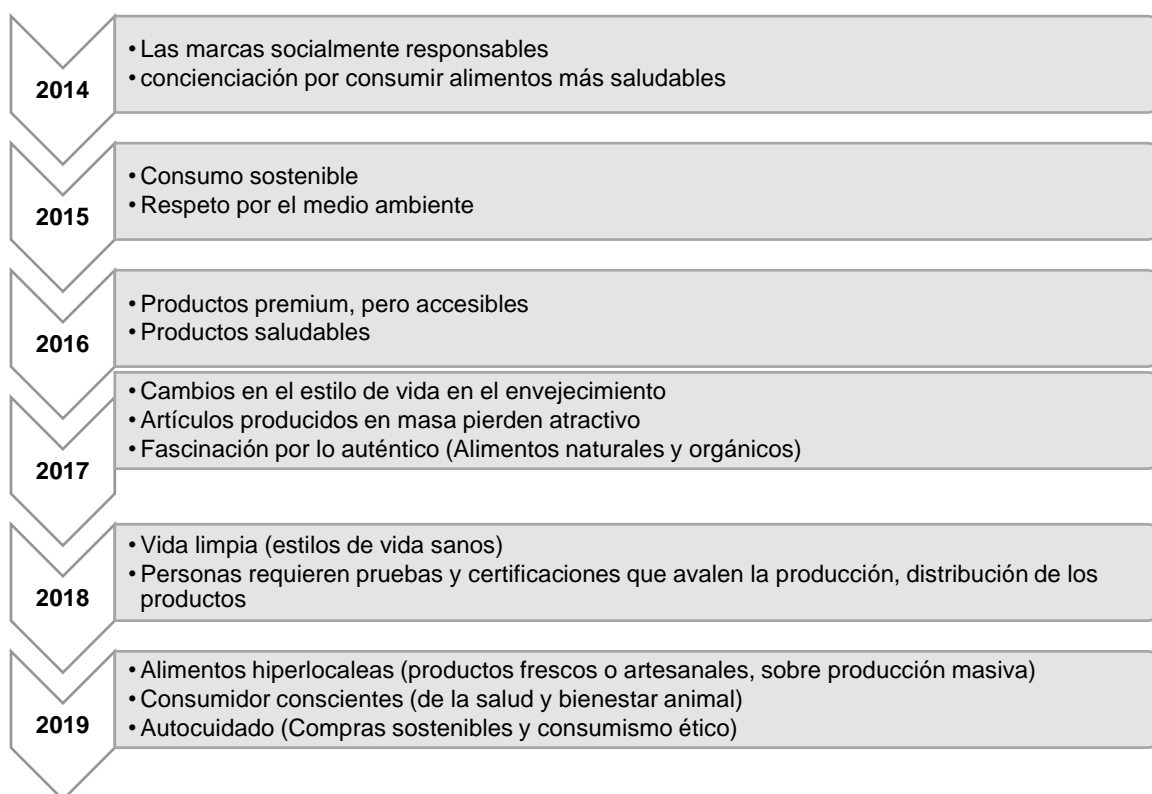 2014
• Las marcas socialmente responsables
• concienciación por consumir alimentos más saludables
2015
• Consumo sostenible
• Respeto por el medio ambiente
2016
• Productos premium, pero accesibles
• Productos saludables
2017
• Cambios en el estilo de vida en el envejecimiento
• Artículos producidos en masa pierden atractivo
• Fascinación por lo auténtico (Alimentos naturales y orgánicos)
2018
• Vida limpia (estilos de vida sanos)
• Personas requieren pruebas y certificaciones que avalen la producción, distribución de los
productos
2019
• Alimentos hiperlocaleas (productos frescos o artesanales, sobre producción masiva)
• Consumidor conscientes (de la salud y bienestar animal)
• Autocuidado (Compras sostenibles y consumismo ético)